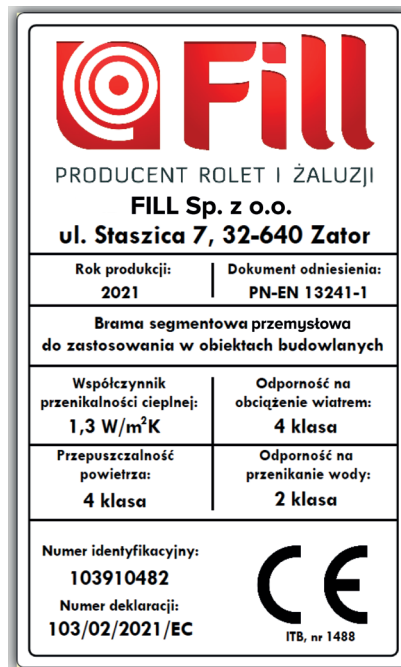 Fill
PRODUCENT ROLET I ŻALUZJI
FILL Sp. z o.o.
ul. Staszica 7, 32-640 Zator
Rok produkcji:
2021
Dokument odniesienia:
PN-EN 13241-1
Brama segmentowa przemysłowa
do zastosowania w obiektach budowlanych
Współczynnik
przenikalności cieplnej:
1,3 W/m²K
Odporność na
obciążenie wiatrem:
4 klasa
Przepuszczalność
powietrza:
4 klasa
Odporność na
przenikanie wody:
2 klasa
Numer identyfikacyjny:
103910482
Numer deklaracji:
103/02/2021/EC
CE
ITB, nr 1488